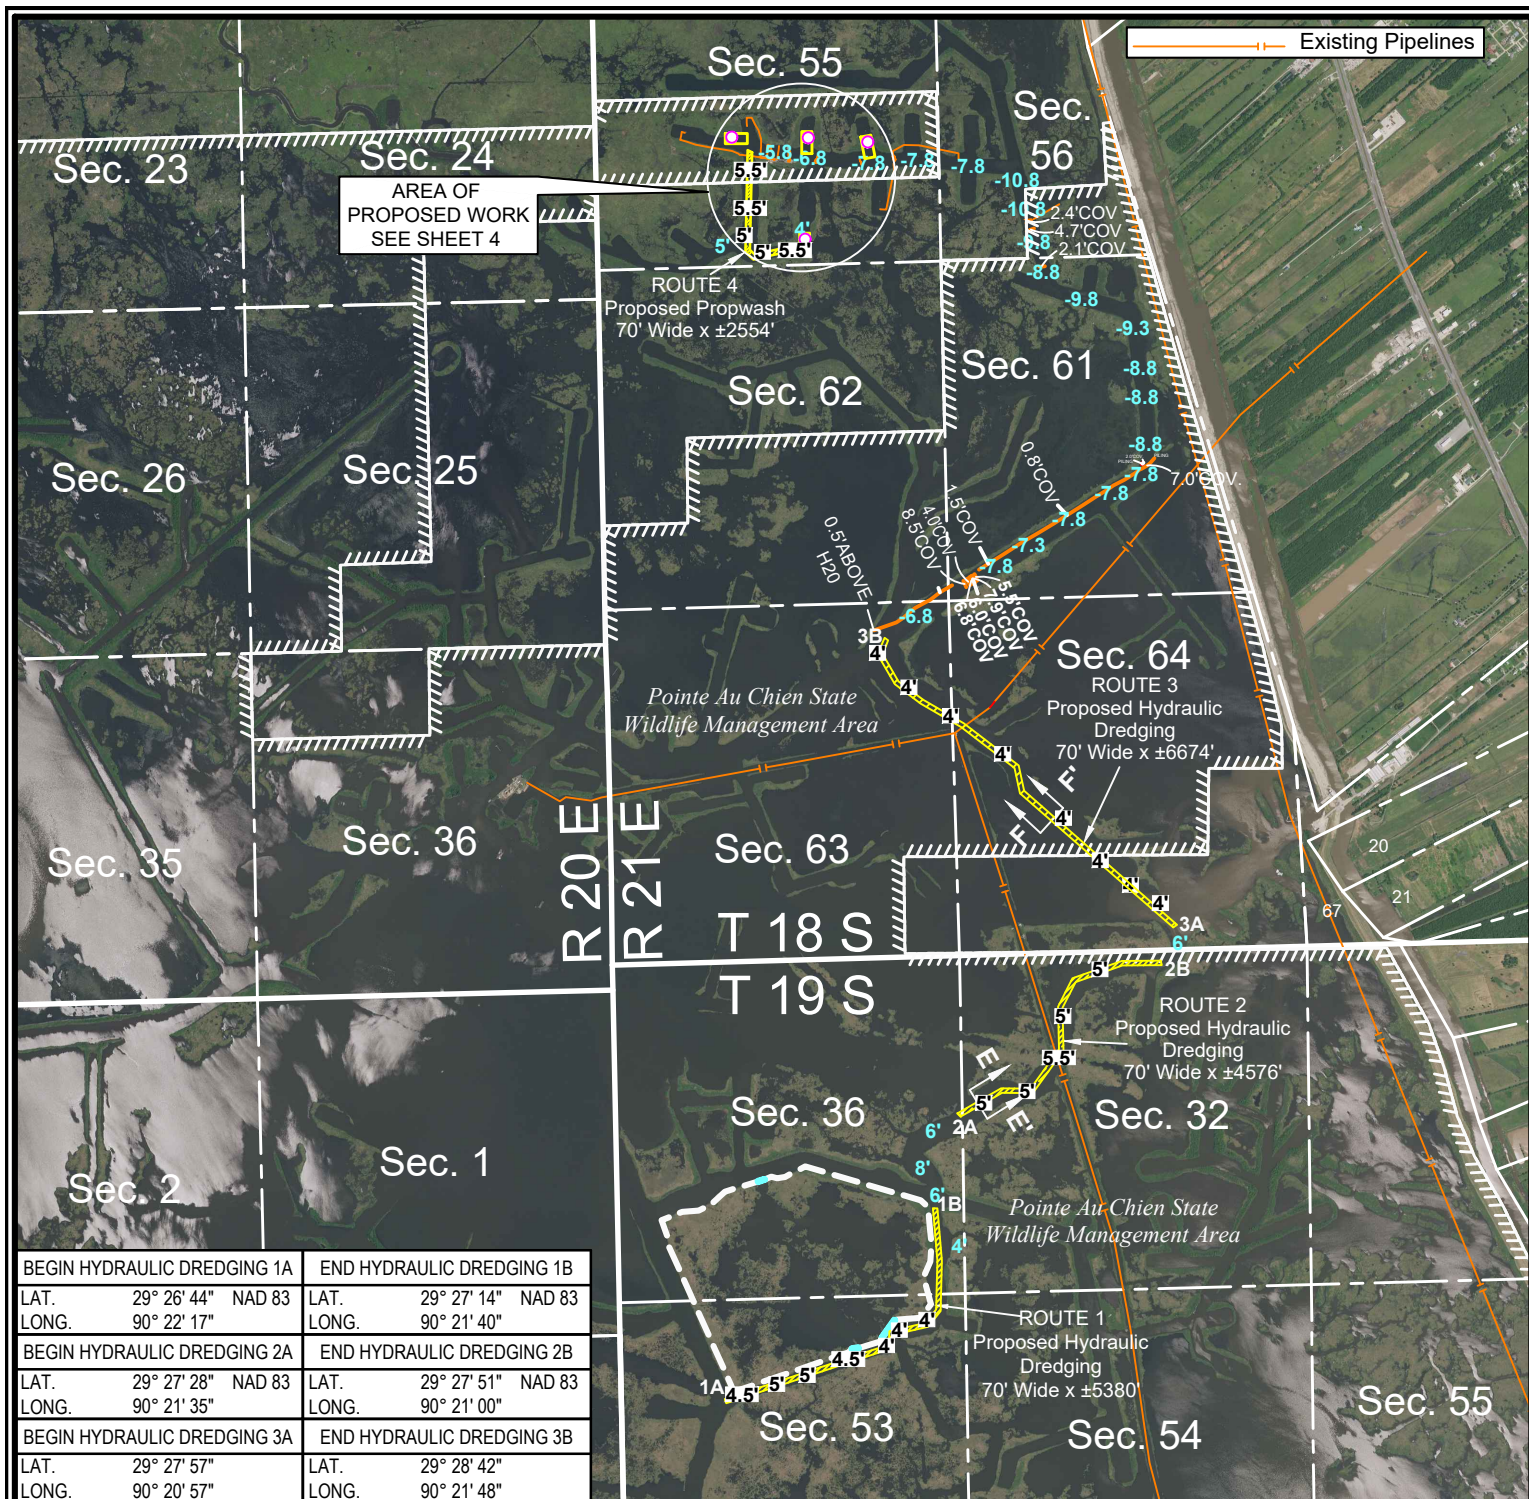 Existing Pipelines
Sec. 55
Sec.
56
Sec. 23
Sec. 24
AREA OF
PROPOSED WORK
SEE SHEET 4
-5.8
-6.8
-7.8
-7.8
-7.8
-10.8
-10.8
-9.8
-8.8
-9.8
-9.3
-8.8
-8.8
-8.8
2.4'COV
4.7'COV
2.1'COV
5.5'
5.5'
5'
5'
5'
5.5'
4'
ROUTE 4
Proposed Propwash
70' Wide x ±2554'
Sec. 62
Sec. 61
Sec. 26
Sec. 25
7.0'COV.
-7.8
-7.8
-7.8
-7.3
-7.8
-6.8
0.8'COV
1.5'COV
4.0'COV
8.5'COV
0.5'ABOVE
H20
5.5'COV
7.9'COV
6.0'COV
6.8'COV
3B
4'
4'
4'
4'
4'
4'
4'
4'
3A
6'
Sec. 64
ROUTE 3
Proposed Hydraulic
Dredging
70' Wide x ±6674'
Pointe Au Chien State
Wildlife Management Area
F
F'
Sec. 35
Sec. 36
R 20 E
R 21 E
Sec. 63
20
21
67
T 18 S
T 19 S
2B
5'
5'
5.5'
5'
5'
2A
E
E'
ROUTE 2
Proposed Hydraulic
Dredging
70' Wide x ±4576'
Sec. 36
Sec. 32
Sec. 1
Sec. 2
6'
8'
6'
1B
4'
Pointe Au Chien State
Wildlife Management Area
ROUTE 1
Proposed Hydraulic
Dredging
70' Wide x ±5380'
4'
4'
4'
4.5'
5'
5'
4.5'
1A
Sec. 53
Sec. 54
Sec. 55
BEGIN HYDRAULIC DREDGING 1A END HYDRAULIC DREDGING 1B
LAT. 29° 26' 44" NAD 83 LAT. 29° 27' 14" NAD 83
LONG. 90° 22' 17" LONG. 90° 21' 40"
BEGIN HYDRAULIC DREDGING 2A END HYDRAULIC DREDGING 2B
LAT. 29° 27' 28" NAD 83 LAT. 29° 27' 51" NAD 83
LONG. 90° 21' 35" LONG. 90° 21' 00"
BEGIN HYDRAULIC DREDGING 3A END HYDRAULIC DREDGING 3B
LAT. 29° 27' 57" LAT. 29° 28' 42"
LONG. 90° 20' 57" LONG. 90° 21' 48"